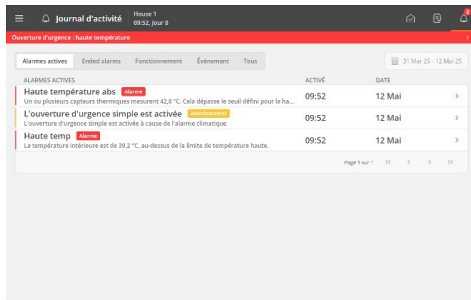 Journal d'activité
House 1
09:52, Jour 8
3
Ouverture d'urgence : haute température
Alarmes actives Ended alarms Fonctionnement Événement Tous
01 Mar 25 - 12 Mai 25
ALARMES ACTIVES ACTIVÉ DATE
Haute température abs Alarme 09:52 12 Mai
Un ou plusieurs capteurs thermiques mesurent 42,8 °C. Cela dépasse le seuil défini pour la ha...
L'ouverture d'urgence simple est activée Avertissement 09:52 12 Mai
L'ouverture d'urgence simple est activée à cause de l'alarme climatique
Haute temp Alarme 09:52 12 Mai
La température intérieure est de 39,2 °C, au-dessus de la limite de température haute.
Page 1 sur 1